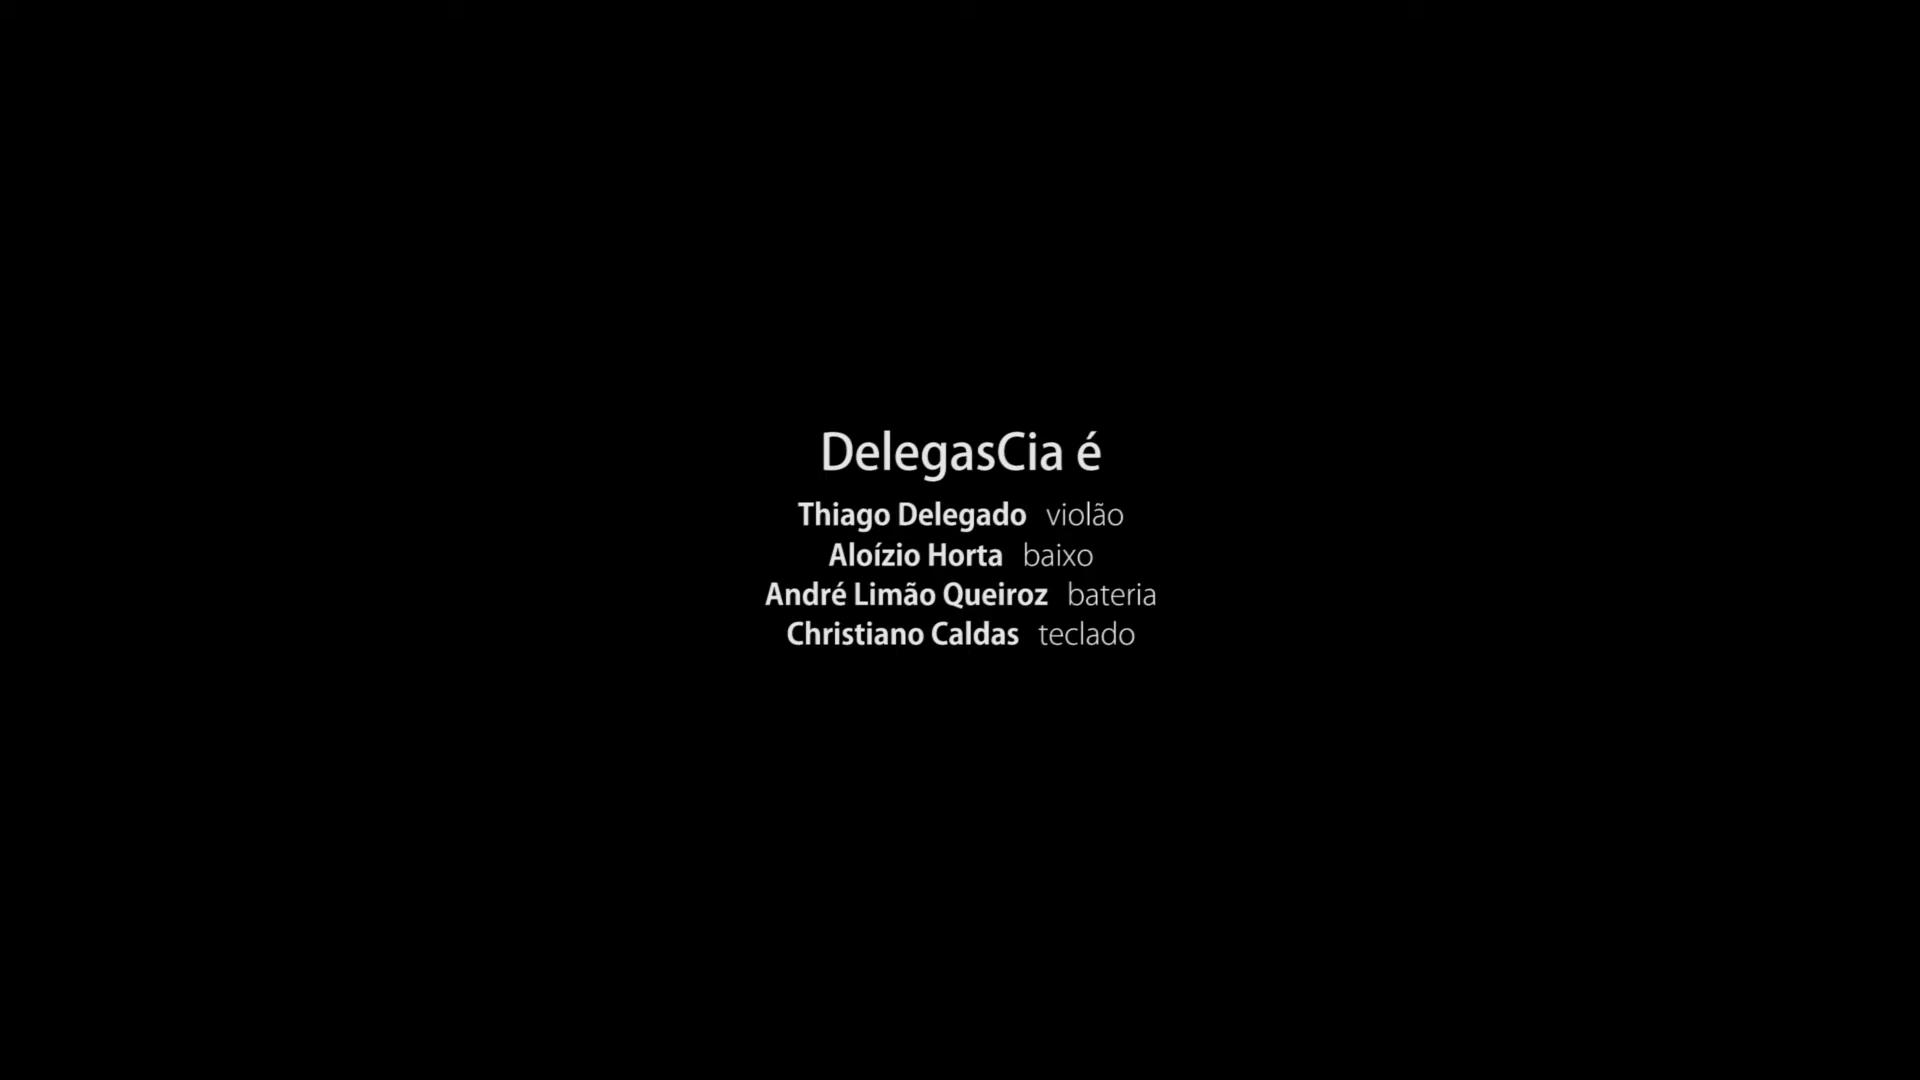 DelegasCia é
Thiago Delegado violão
Aloízio Horta baixo
André Limão Queiroz bateria
Christiano Caldas teclado